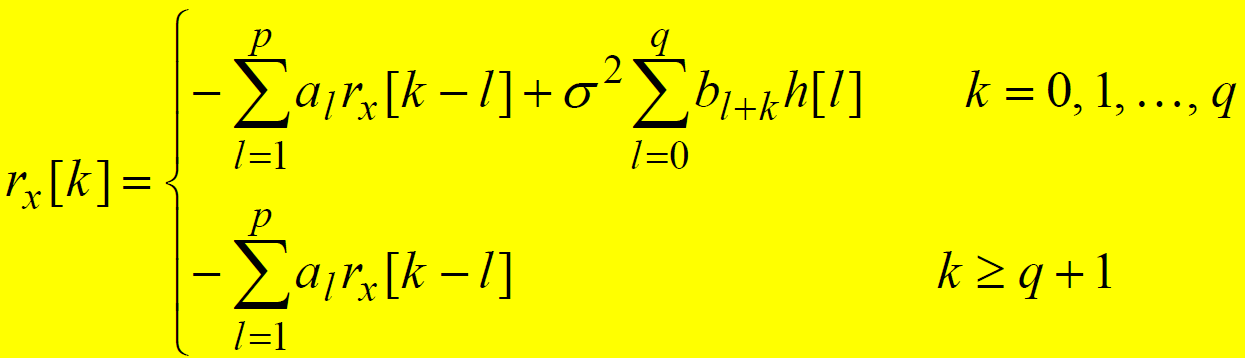 r_x[k] = { -∑_{l=1}^{p} a_l r_x[k-l] + σ^2 ∑_{l=0}^{q} b_{l+k} h[l]    k = 0, 1, …, q
-∑_{l=1}^{p} a_l r_x[k-l]    k ≥ q + 1